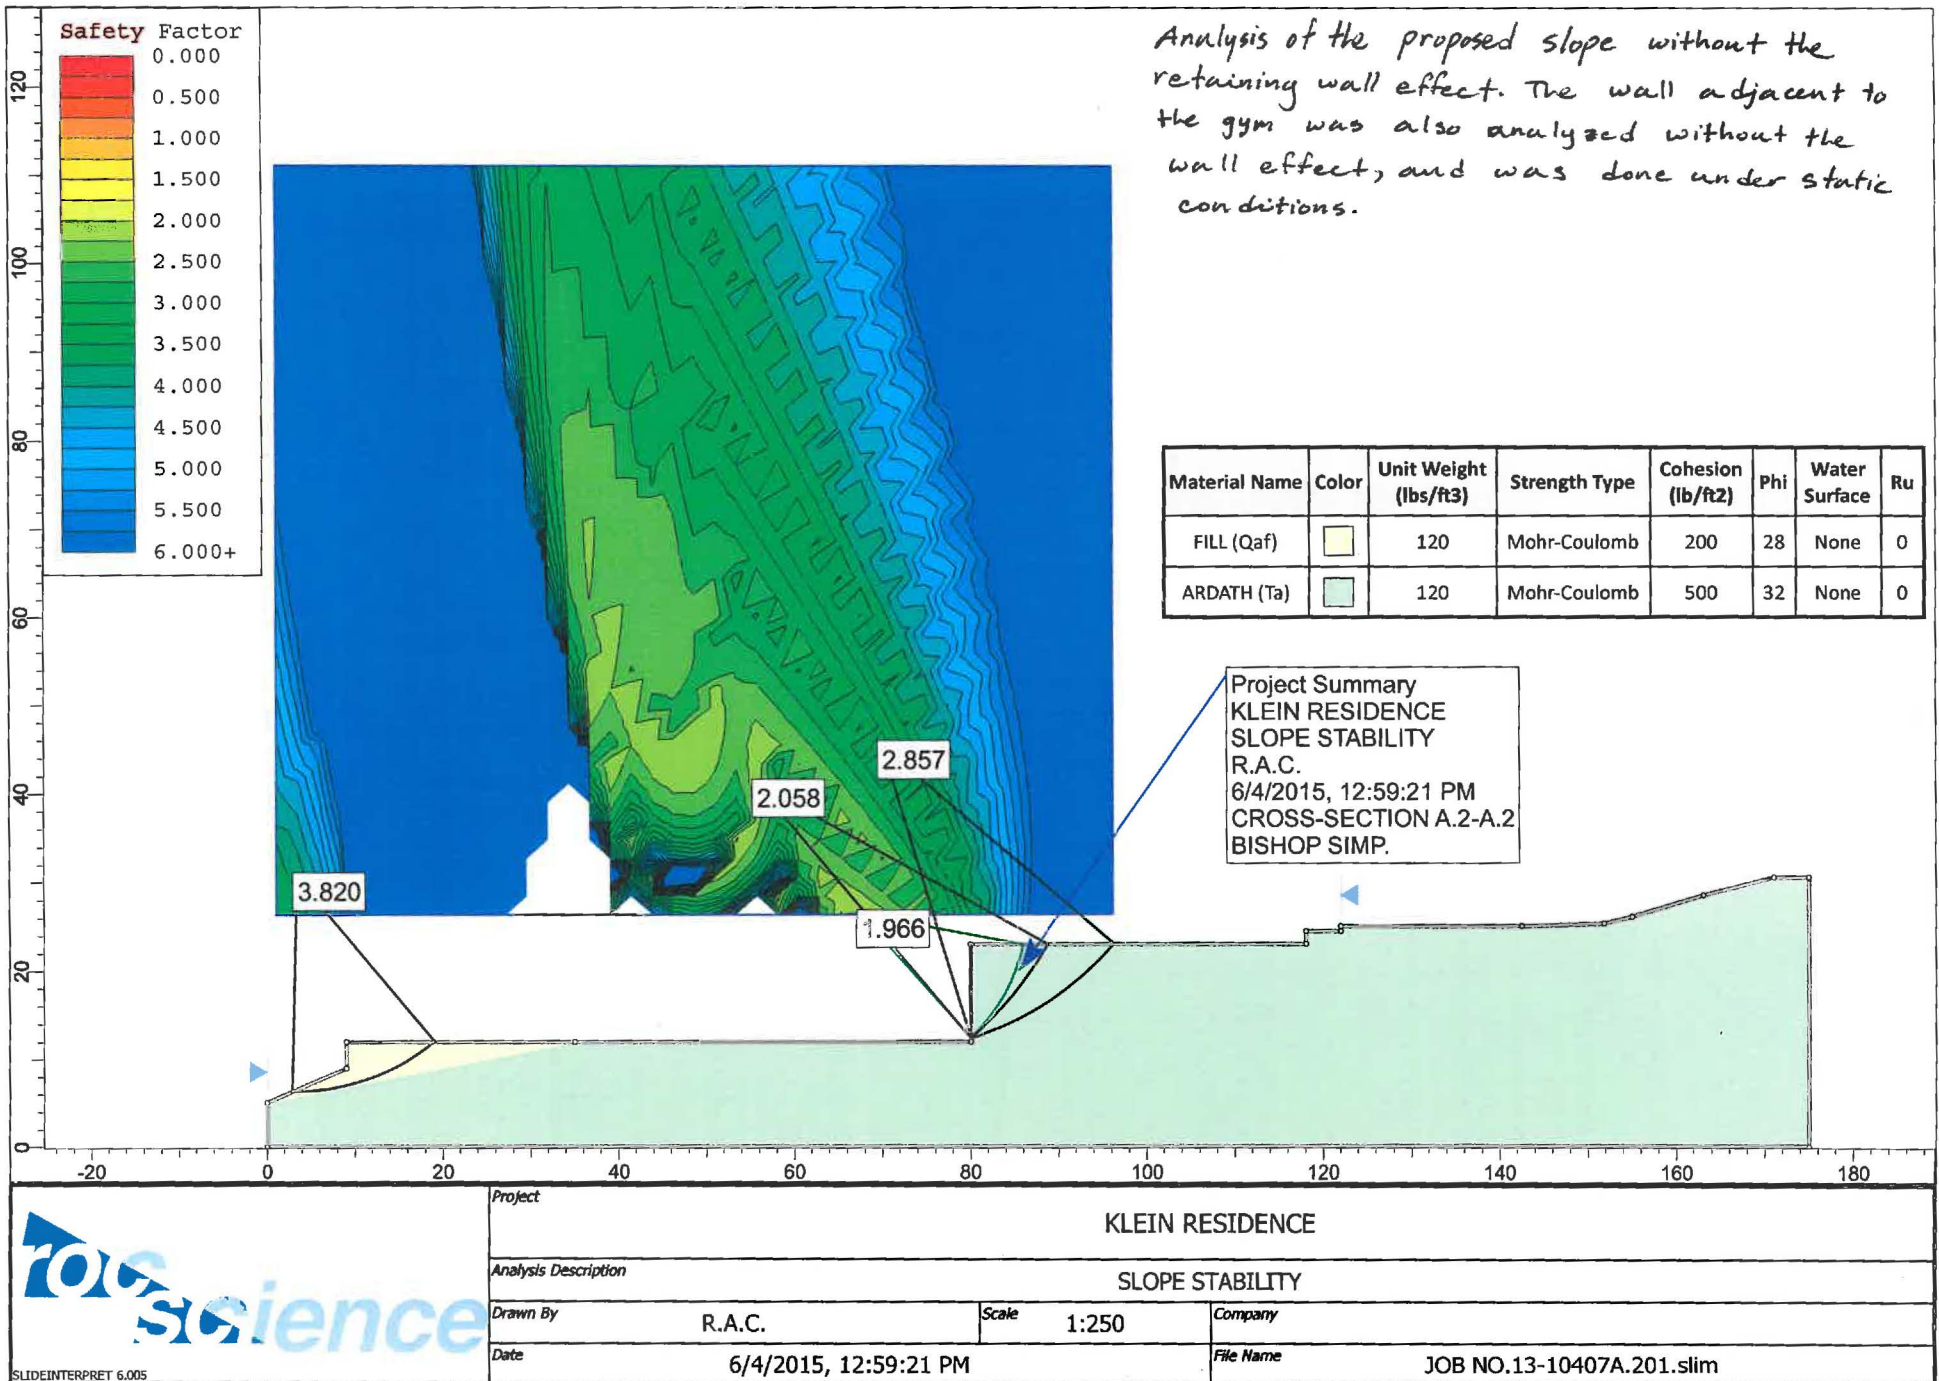 Safety Factor
0.000
0.500
1.000
1.500
2.000
2.500
3.000
3.500
4.000
4.500
5.000
5.500
6.000+
Analysis of the proposed slope without the
retaining wall effect. The wall adjacent to
the gym was also analyzed without the
wall effect, and was done under static
conditions.
Material Name Color Unit Weight (lbs/ft3) Strength Type Cohesion (lb/ft2) Phi Water Surface Ru
FILL (Qaf) 120 Mohr-Coulomb 200 28 None 0
ARDATH (Ta) 120 Mohr-Coulomb 500 32 None 0
Project Summary
KLEIN RESIDENCE
SLOPE STABILITY
R.A.C.
6/4/2015, 12:59:21 PM
CROSS-SECTION A.2-A.2
BISHOP SIMP.
2.857
2.058
3.820
1.966
120
100
80
60
40
20
0
-20 0 20 40 60 80 100 120 140 160 180
rocscience
SLIDEINTERPRET 6.005
Project
KLEIN RESIDENCE
Analysis Description
SLOPE STABILITY
Drawn By R.A.C. Scale 1:250 Company
Date 6/4/2015, 12:59:21 PM File Name JOB NO.13-10407A.201.slim